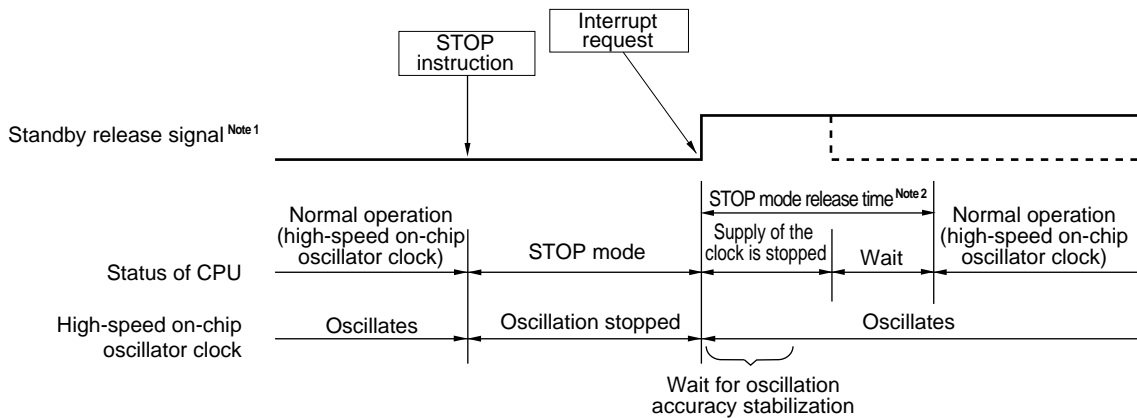 Interrupt
request
STOP
instruction
Standby release signal Note 1
STOP mode release time Note 2
Normal operation
(high-speed on-chip
oscillator clock)
Supply of the
clock is stopped
Normal operation
(high-speed on-chip
oscillator clock)
STOP mode
Wait
Status of CPU
High-speed on-chip
oscillator clock
Oscillates
Oscillation stopped
Oscillates
Wait for oscillation
accuracy stabilization